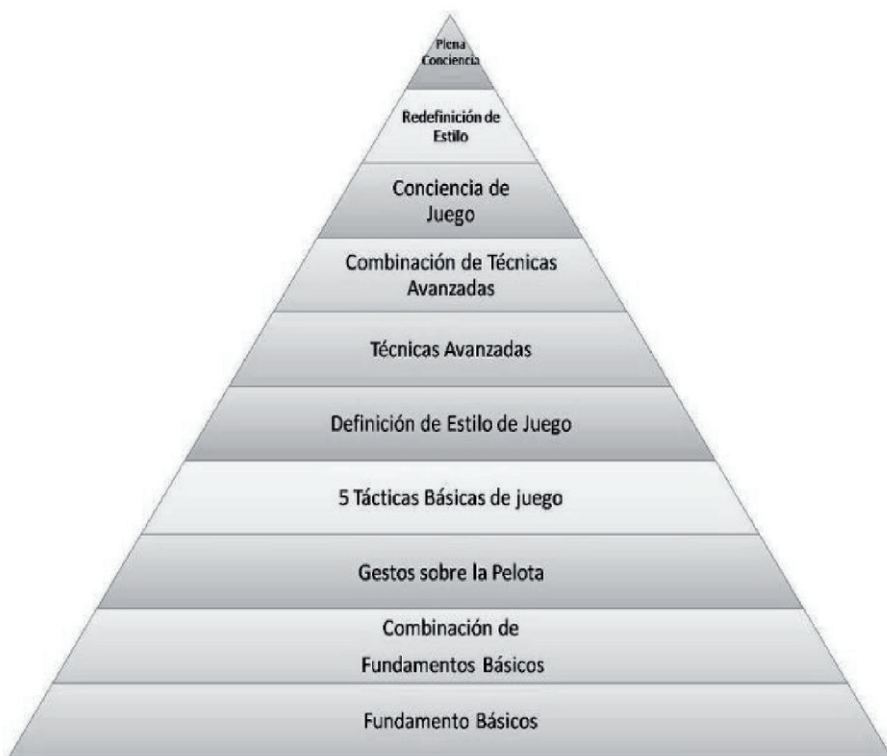 Plena
Conciencia
Redefinición de
Estilo
Conciencia de
Juego
Combinación de Técnicas
Avanzadas
Técnicas Avanzadas
Definición de Estilo de Juego
5 Tácticas Básicas de juego
Gestos sobre la Pelota
Combinación de
Fundamentos Básicos
Fundamento Básicos